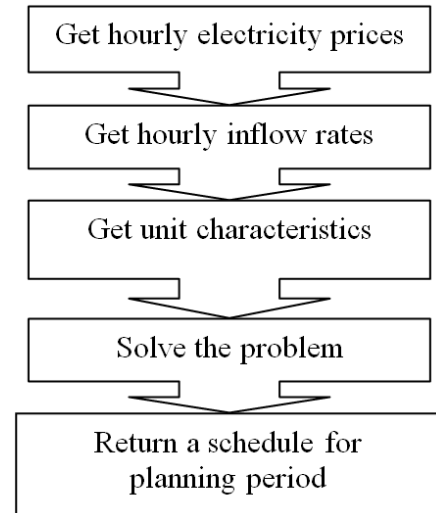 Get hourly electricity prices
Get hourly inflow rates
Get unit characteristics
Solve the problem
Return a schedule for
planning period